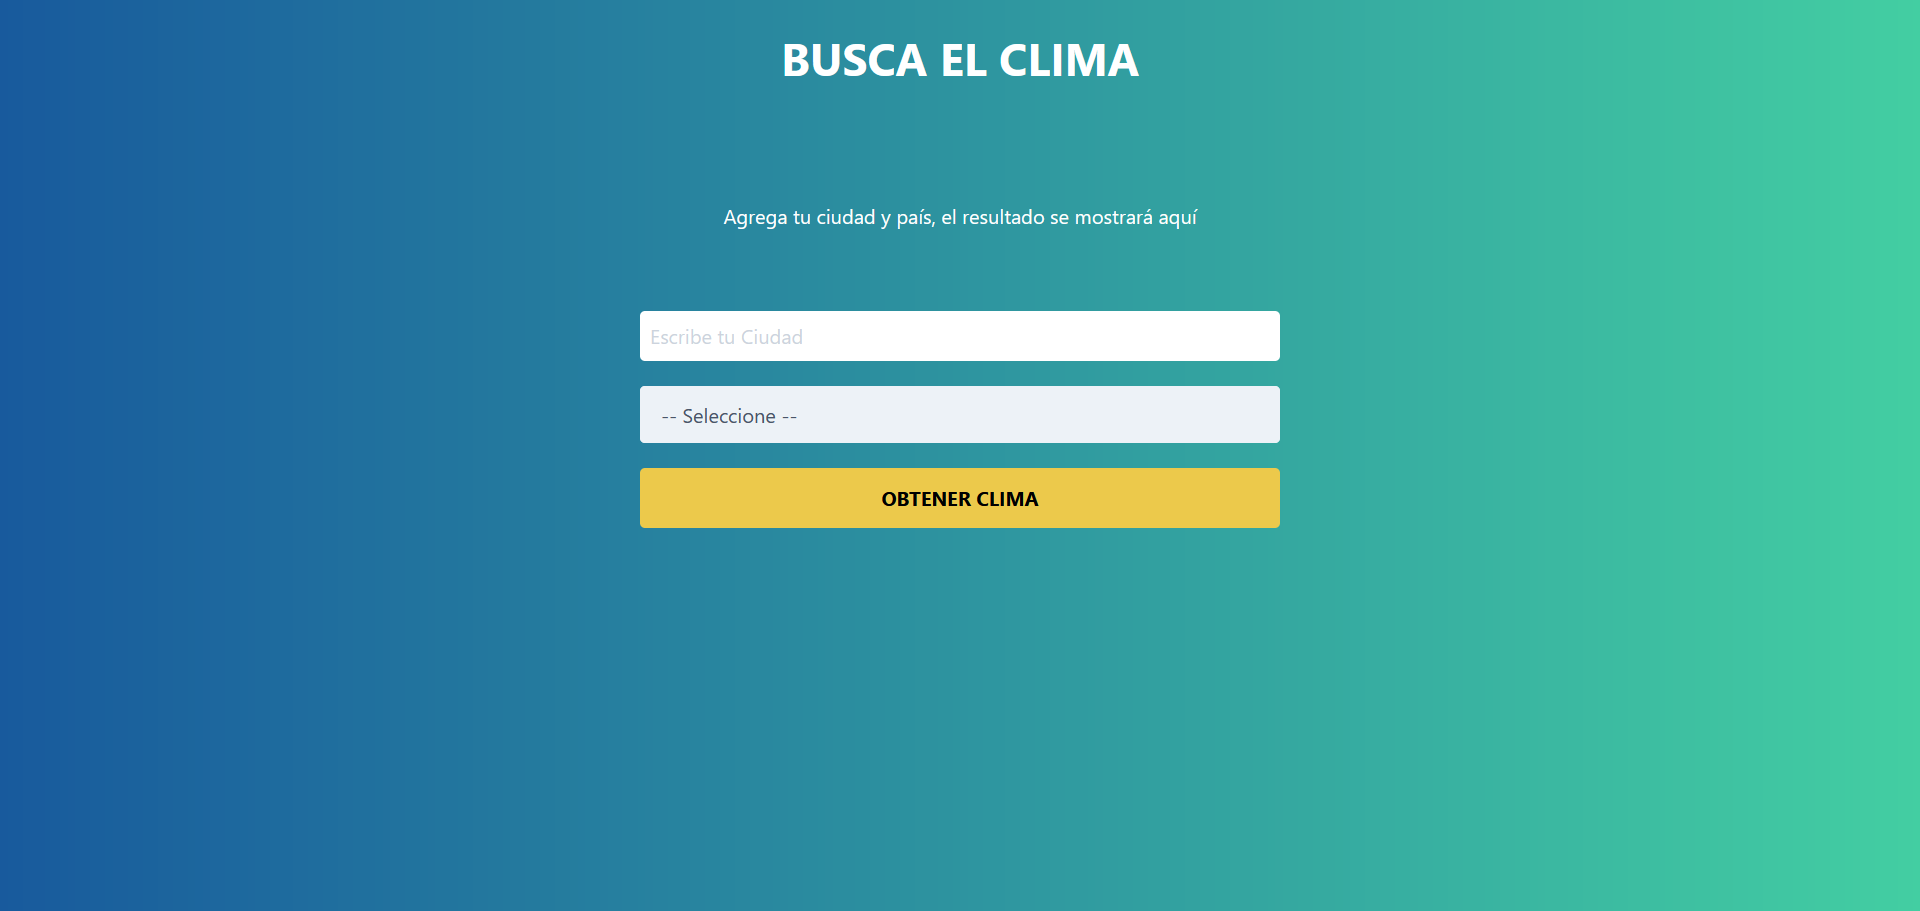 BUSCA EL CLIMA
Agrega tu ciudad y país, el resultado se mostrará aquí
Escribe tu Ciudad
-- Seleccione --
OBTENER CLIMA